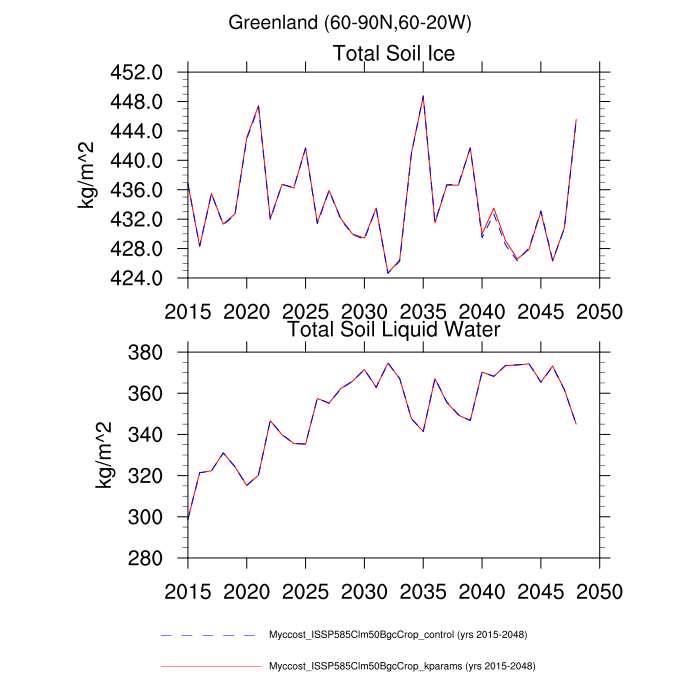 Greenland (60-90N,60-20W)
Total Soil Ice
452.0
448.0
444.0
440.0
436.0
432.0
428.0
424.0
kg/m^2
2015 2020 2025 2030 2035 2040 2045 2050
Total Soil Liquid Water
380
360
340
320
300
280
kg/m^2
2015 2020 2025 2030 2035 2040 2045 2050
Myccost_ISSP585Clm50BgcCrop_control (yrs 2015-2048)
Myccost_ISSP585Clm50BgcCrop_kparams (yrs 2015-2048)